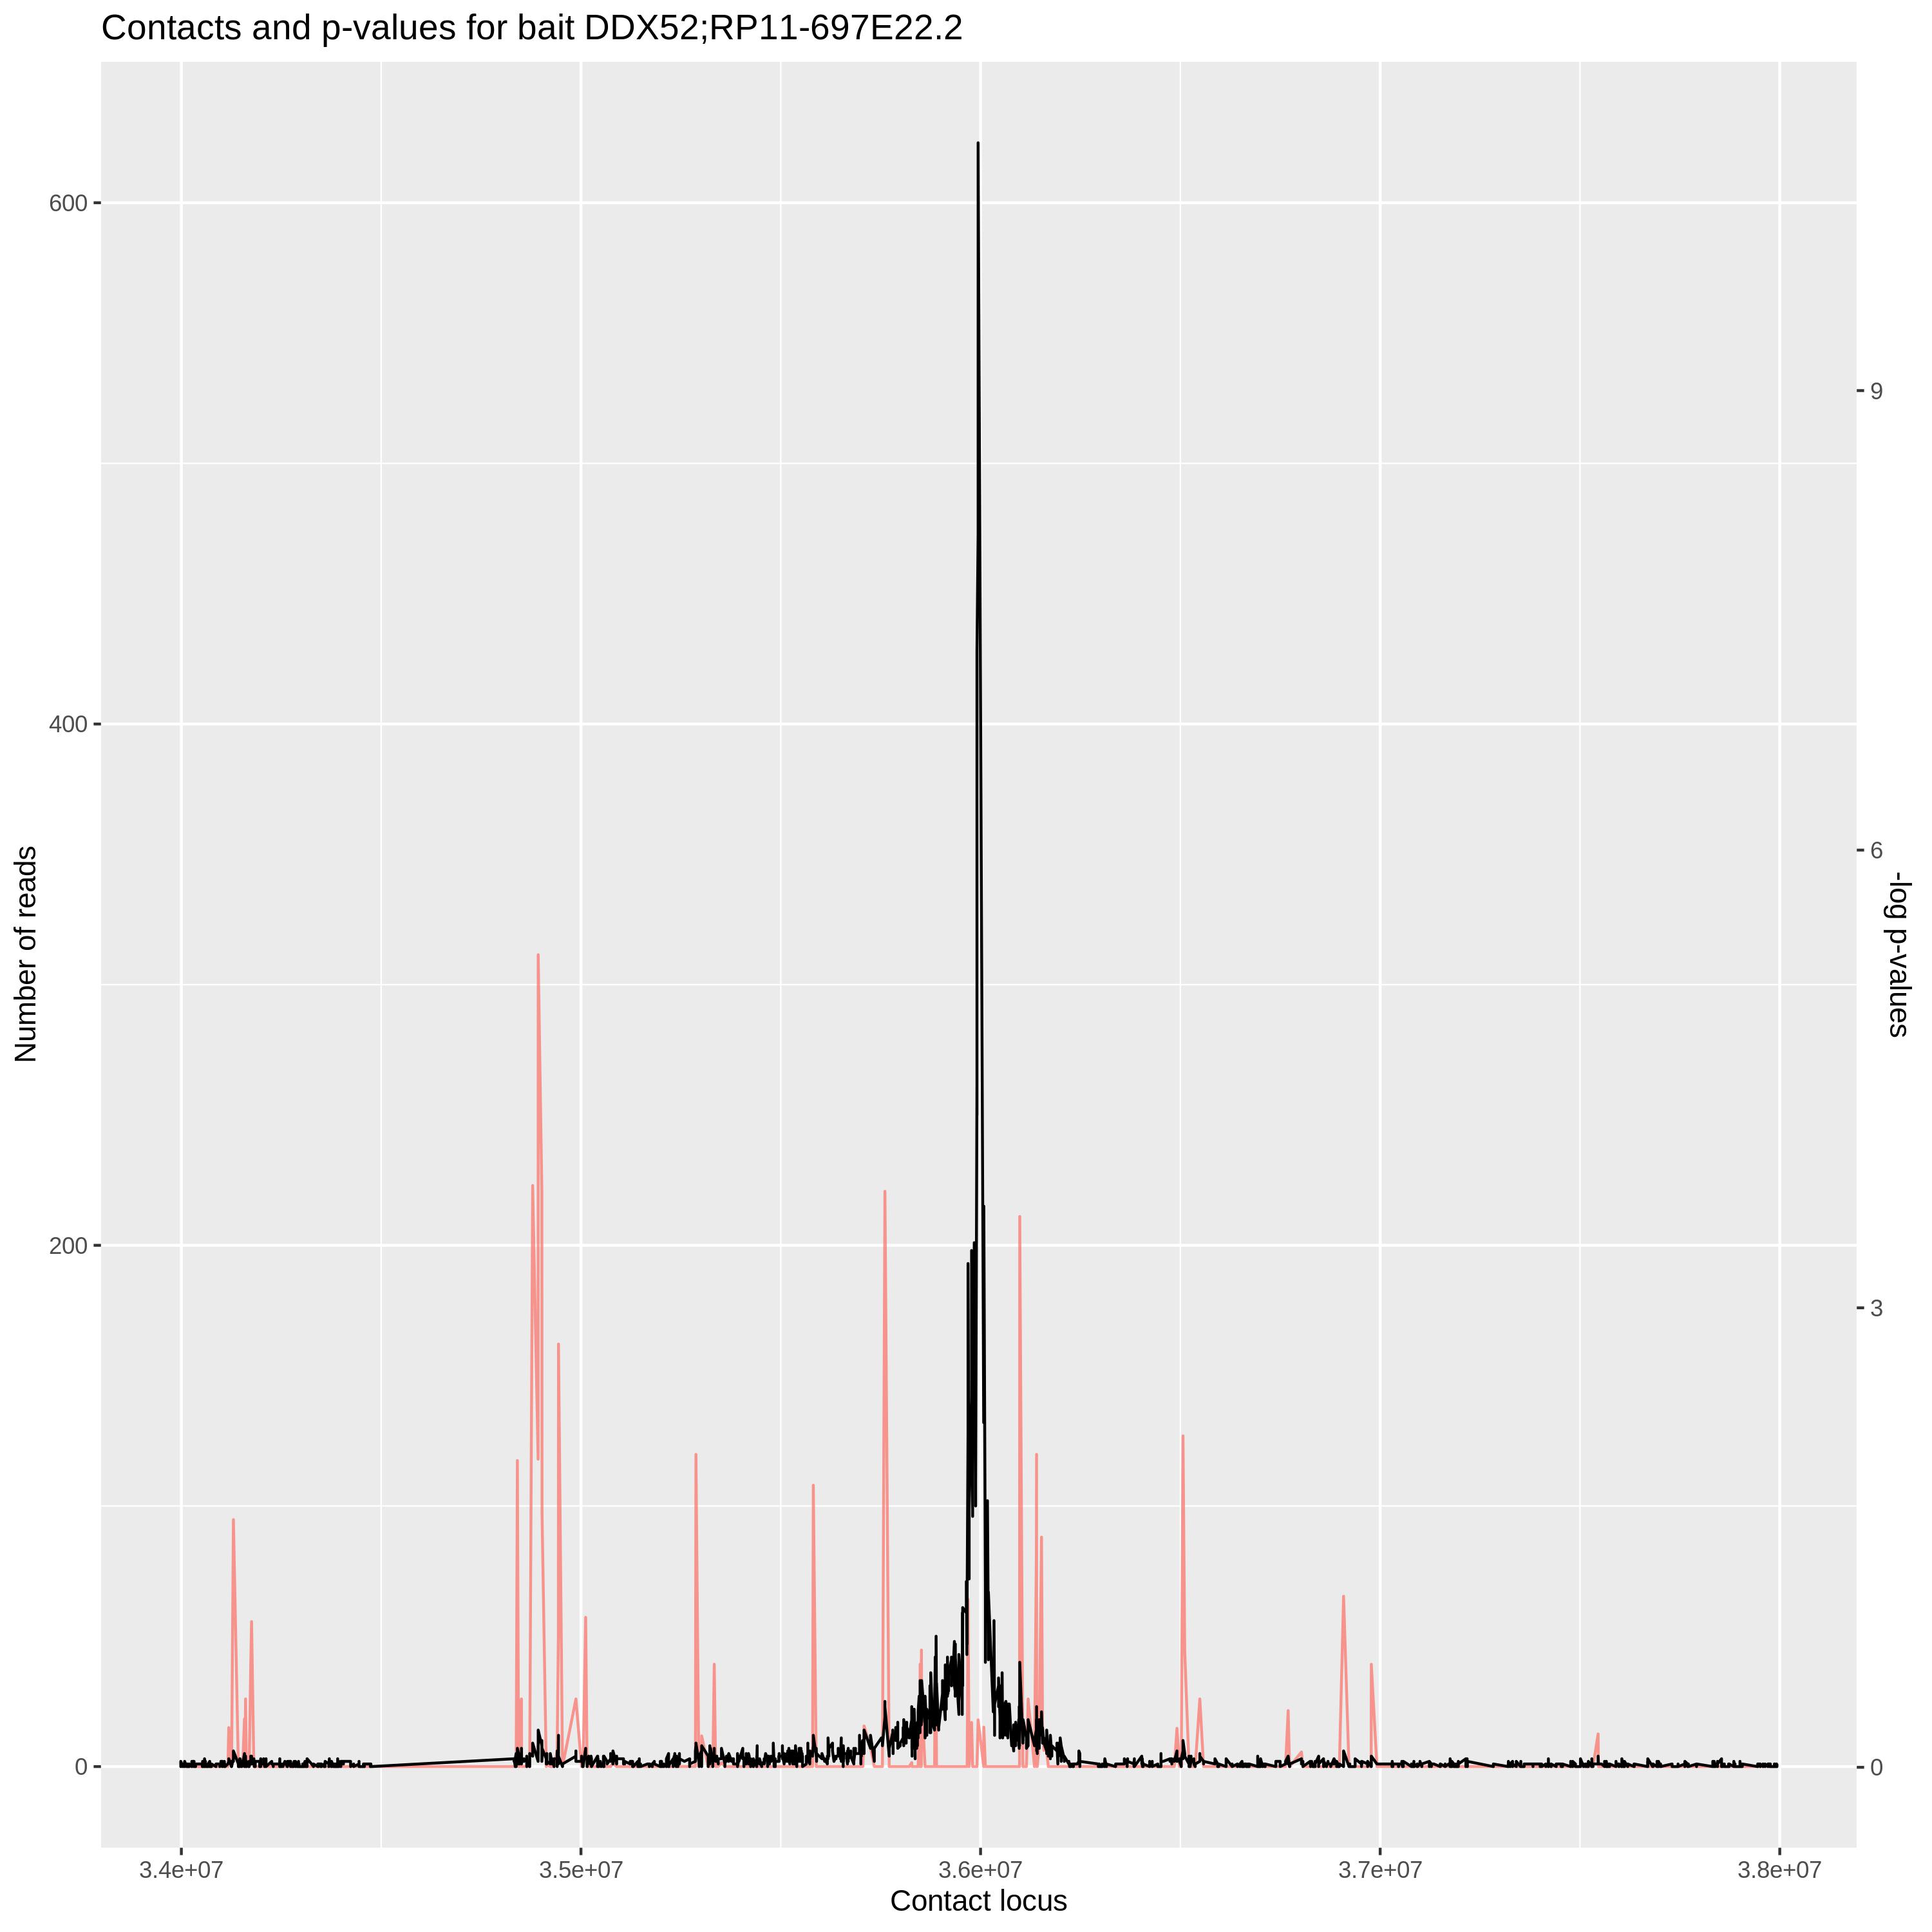 Contacts and p-values for bait DDX52;RP11-697E22.2
600
400
200
0
Number of reads
9
6
3
0
-log p-values
3.4e+07
3.5e+07
3.6e+07
3.7e+07
3.8e+07
Contact locus